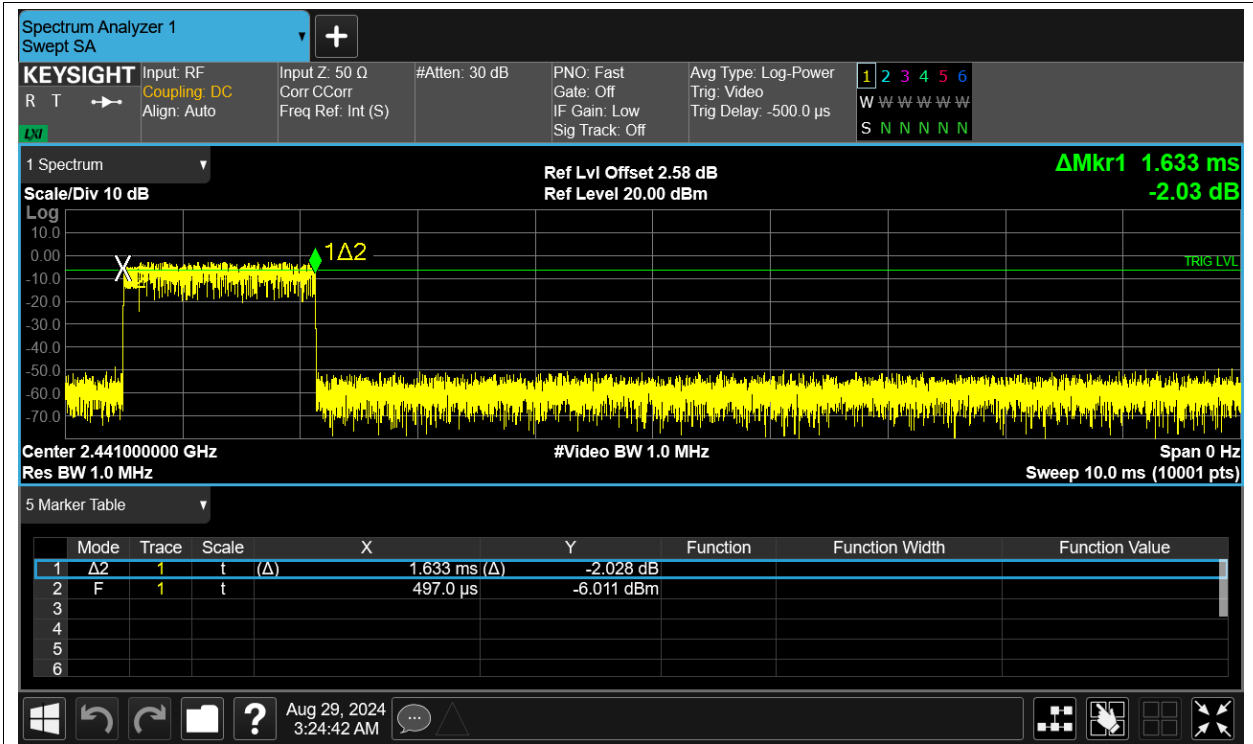 Spectrum Analyzer 1
Swept SA
KEYSIGHT Input: RF Input Z: 50 Ω #Atten: 30 dB PNO: Fast Avg Type: Log-Power 1 2 3 4 5 6
R T Coupling: DC Corr CCorr Gate: Off Trig: Video W W W W W W
Align: Auto Freq Ref: Int (S) IF Gain: Low Trig Delay: -500.0 µs
LXI Sig Track: Off S N N N N N
1 Spectrum Ref Lvl Offset 2.58 dB ΔMkr1 1.633 ms
Scale/Div 10 dB Ref Level 20.00 dBm -2.03 dB
Log
10.0
0.00 1Δ2 TRIG LVL
-10.0 X
-20.0
-30.0
-40.0
-50.0
-60.0
-70.0
Center 2.441000000 GHz #Video BW 1.0 MHz Span 0 Hz
Res BW 1.0 MHz Sweep 10.0 ms (10001 pts)
5 Marker Table
Mode Trace Scale X Y Function Function Width Function Value
1 Δ2 1 t (Δ) 1.633 ms (Δ) -2.028 dB
2 F 1 t 497.0 µs -6.011 dBm
3
4
5
6
? Aug 29, 2024
3:24:42 AM